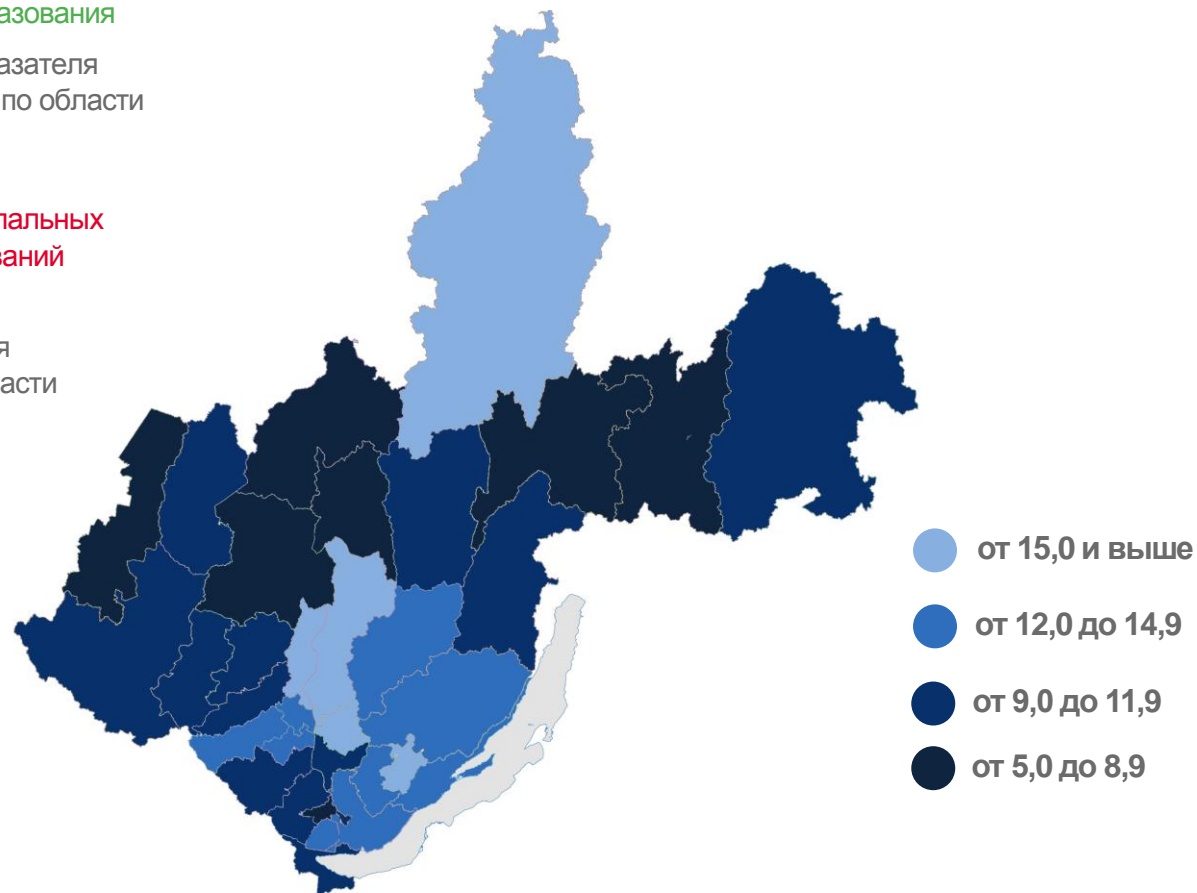 азования
азателя
по области
пальных
ваний
я
асти
от 15,0 и выше
от 12,0 до 14,9
от 9,0 до 11,9
от 5,0 до 8,9